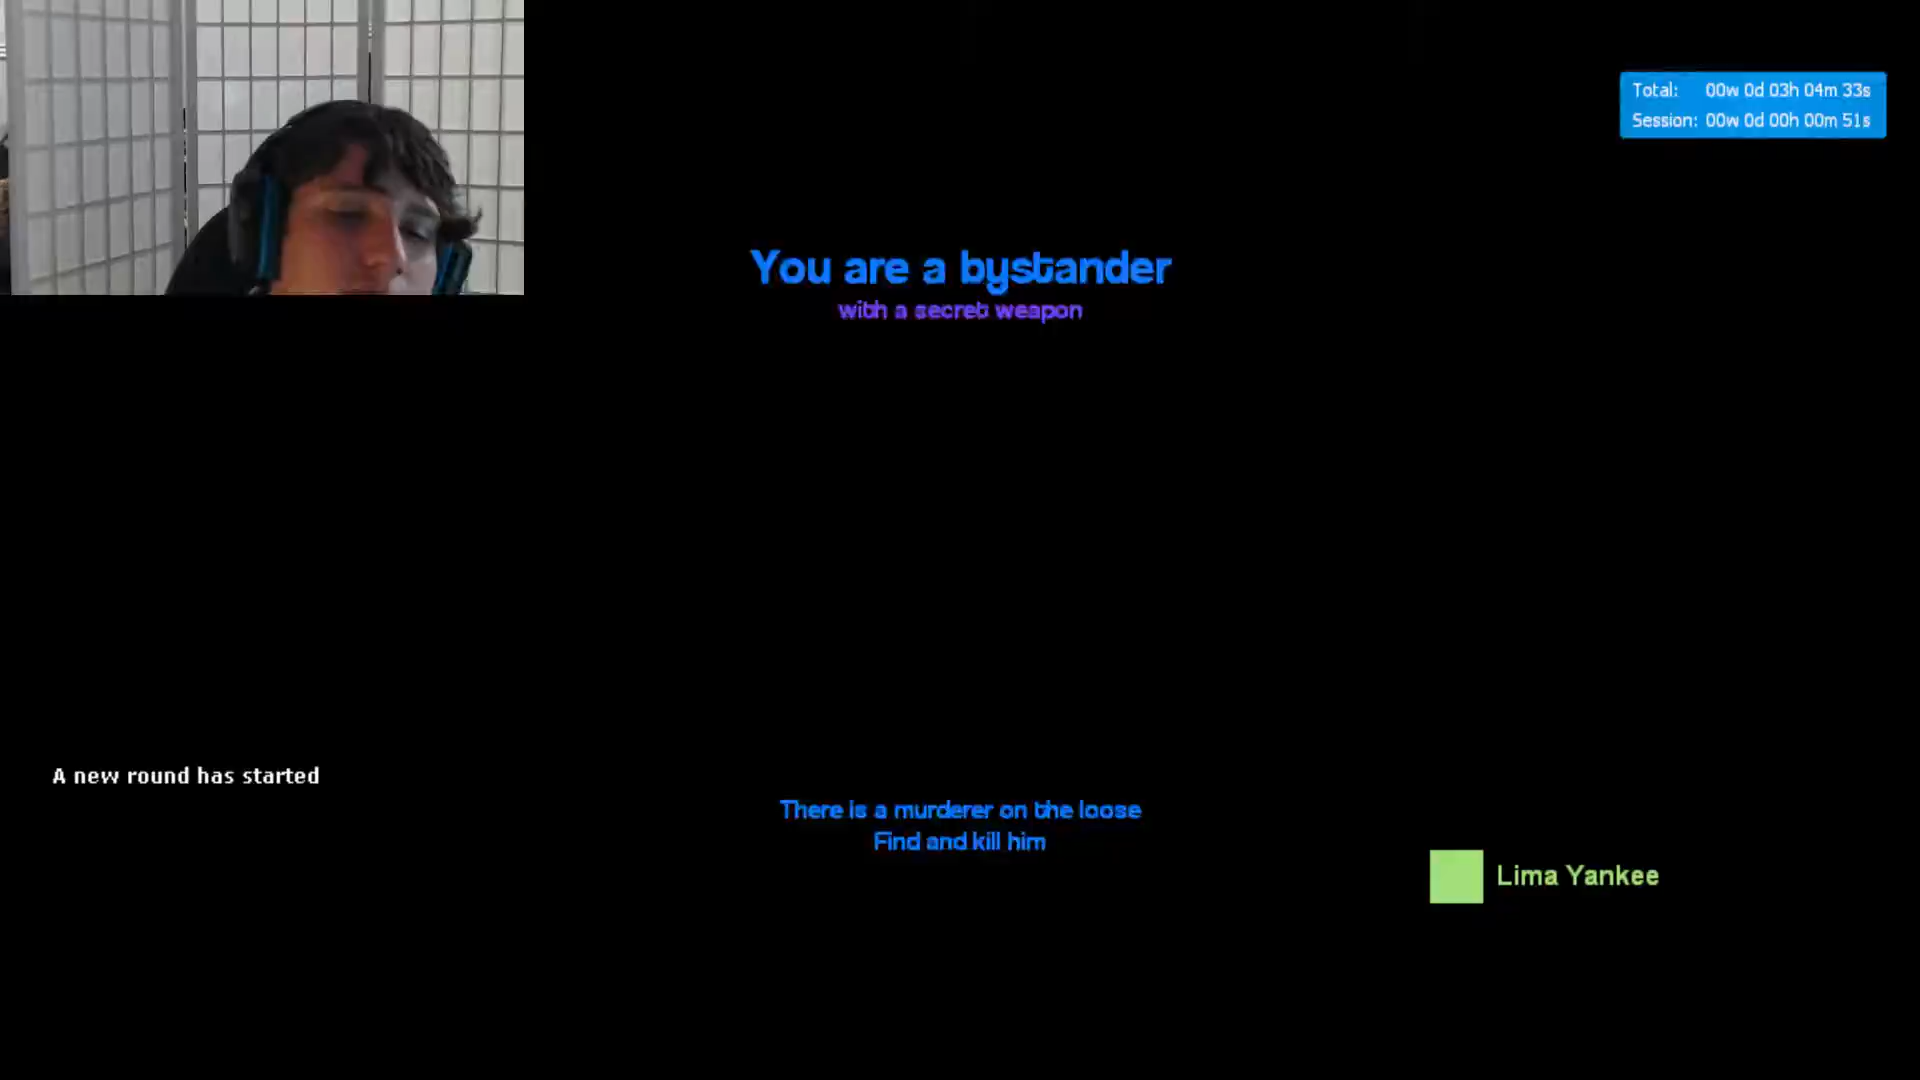 Total: 00w 0d 03h 04m 33s
Session: 00w 0d 00h 00m 51s
You are a bystander
with a secret weapon
A new round has started
There is a murderer on the loose
Find and kill him
Lima Yankee